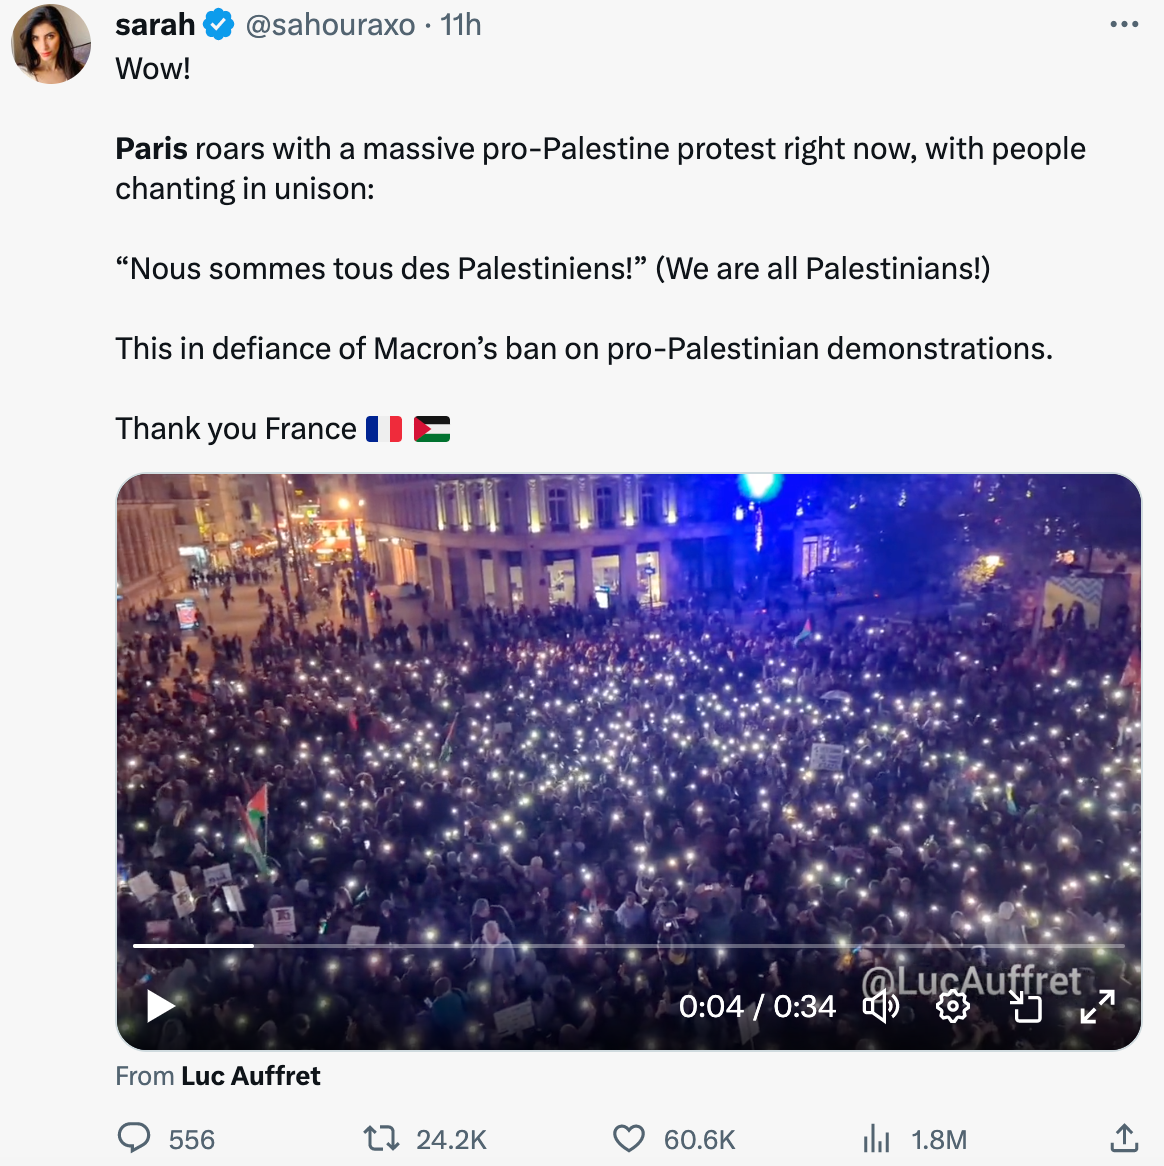 sarah @sahouraxo · 11h
Wow!
Paris roars with a massive pro-Palestine protest right now, with people
chanting in unison:
“Nous sommes tous des Palestiniens!” (We are all Palestinians!)
This in defiance of Macron’s ban on pro-Palestinian demonstrations.
Thank you France
@LucAuffret
0:04 / 0:34
From Luc Auffret
556 24.2K 60.6K 1.8M